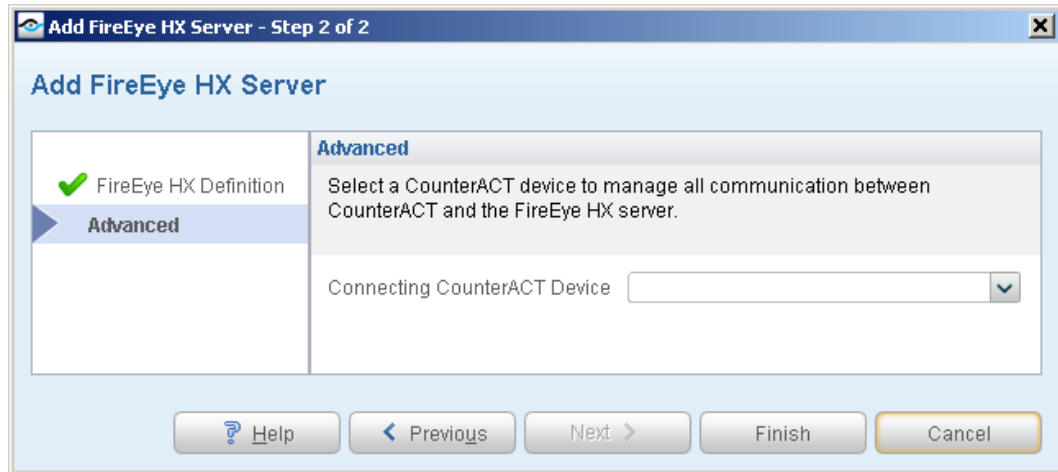 Add FireEye HX Server - Step 2 of 2
Add FireEye HX Server
FireEye HX Definition
Advanced
Advanced
Select a CounterACT device to manage all communication between
CounterACT and the FireEye HX server.
Connecting CounterACT Device
Help
Previous
Next
Finish
Cancel